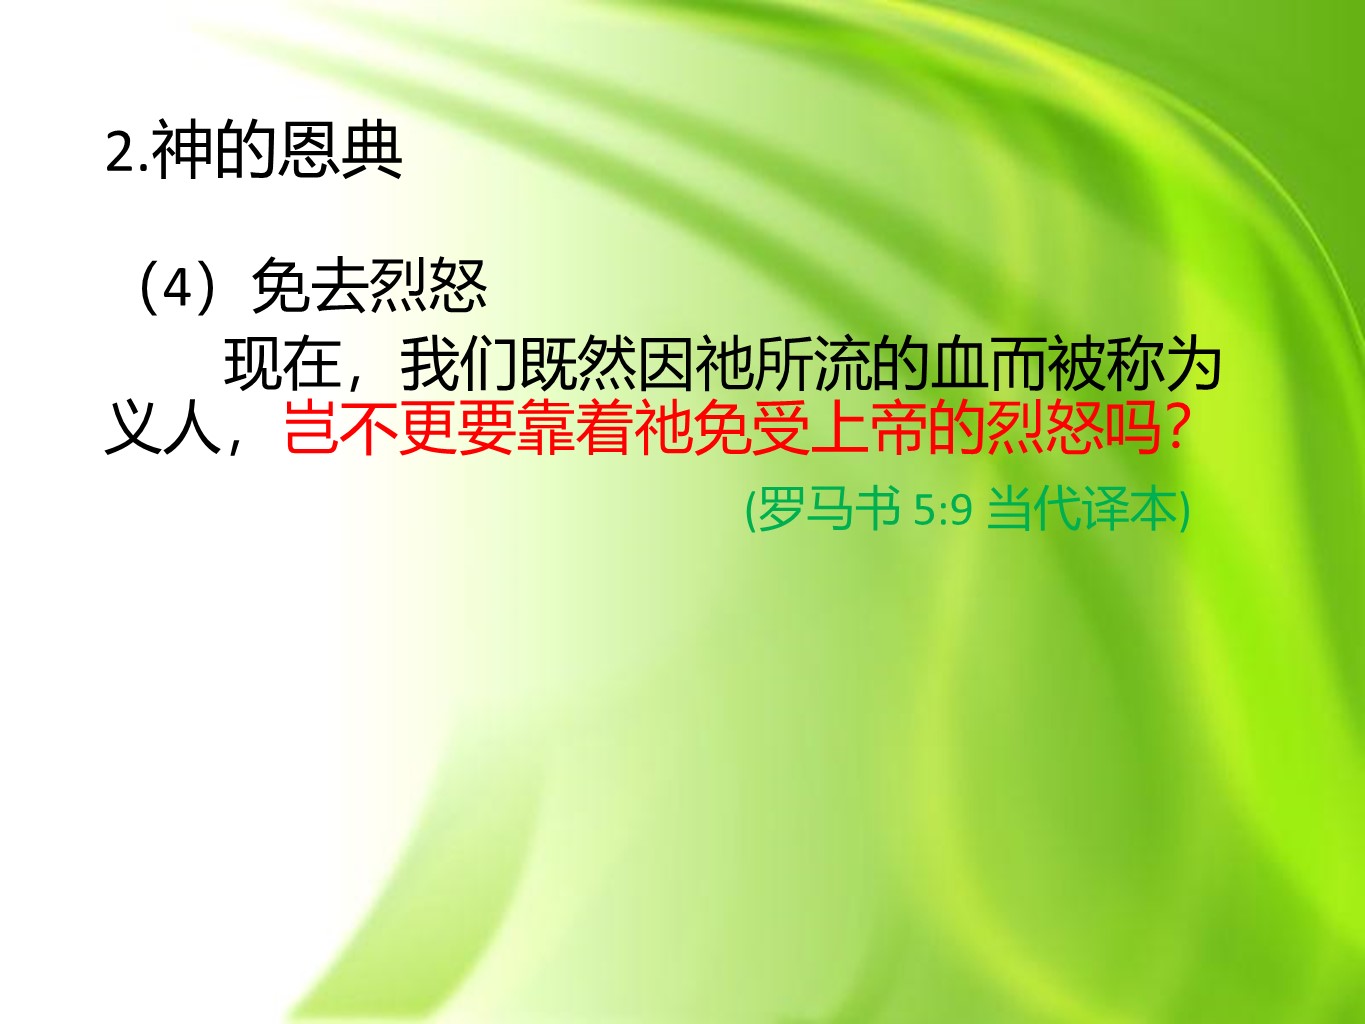 2.神的恩典
（4）免去烈怒
现在，我们既然因祂所流的血而被称为
义人，岂不更要靠着祂免受上帝的烈怒吗？
(罗马书 5:9 当代译本)